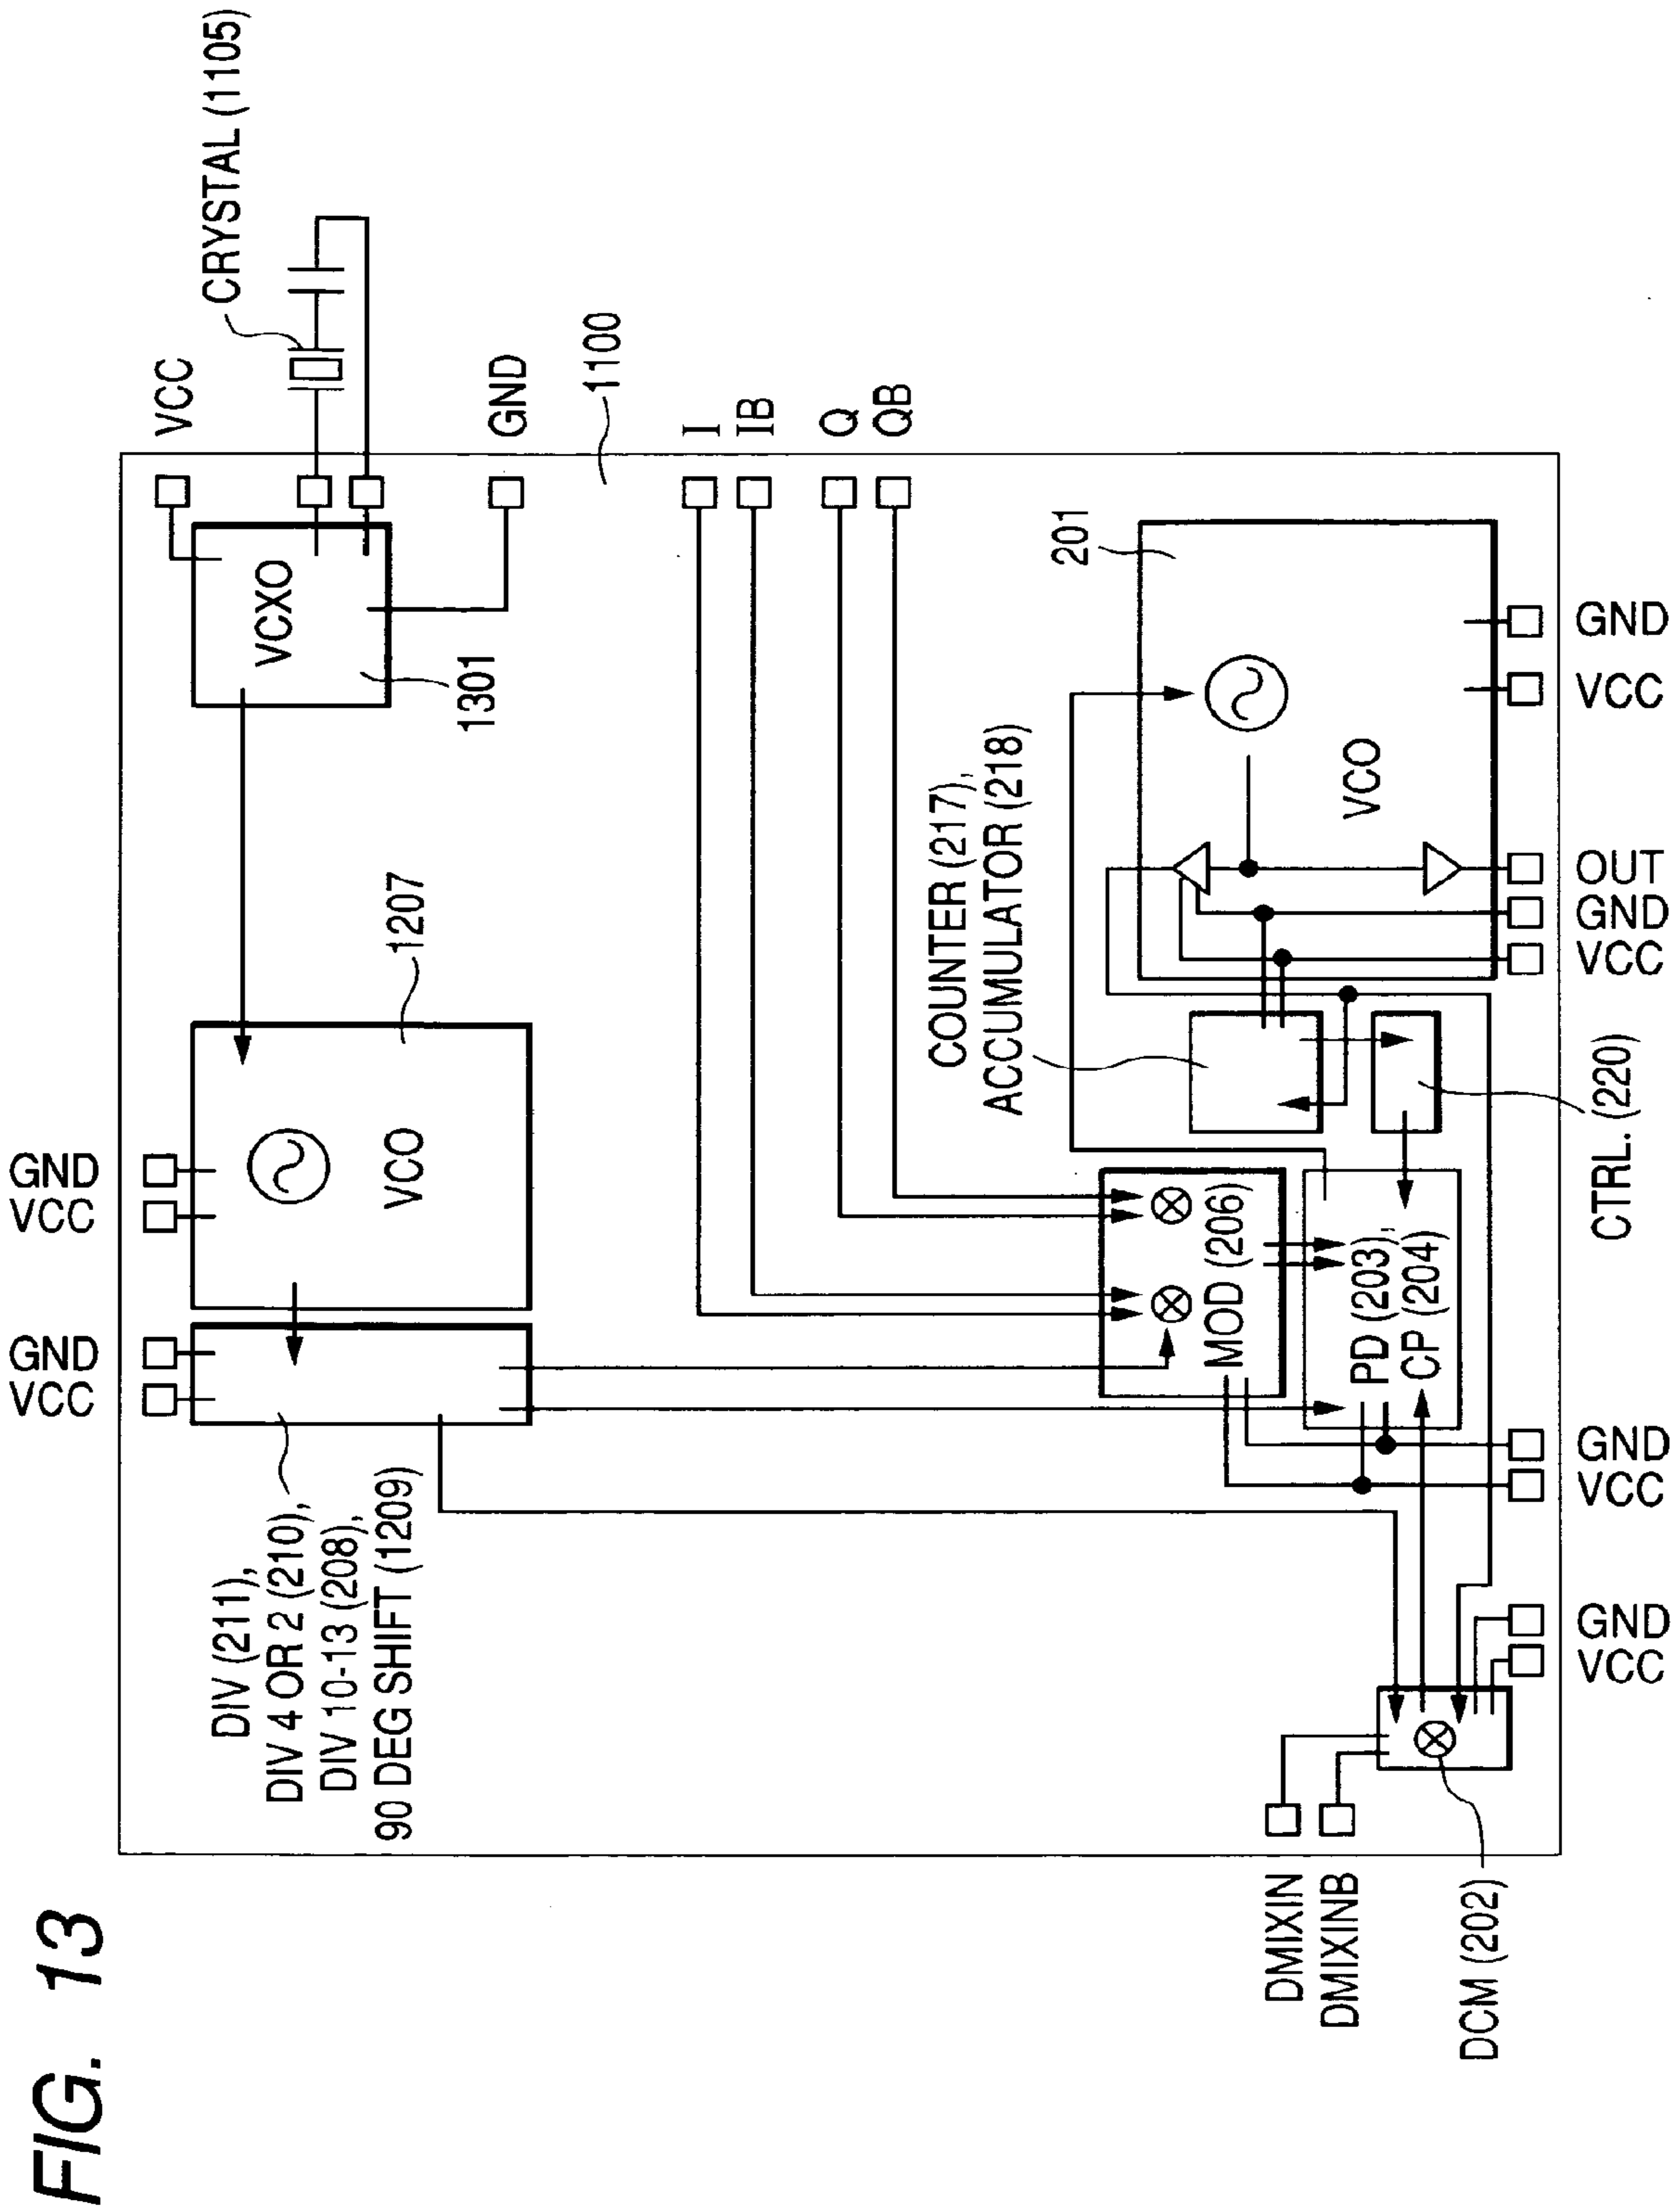 FIG. 13
VCC
CRYSTAL (1105)
VCXO
1301
GND
1100
I
IB
Q
QB
GND
VCC
VCO
1207
GND
VCC
DIV (211),
DIV 4 OR 2 (210),
DIV 10-13 (208),
90 DEG SHIFT (1209)
COUNTER (217),
ACCUMULATOR (218)
201
VCO
MOD (206)
PD (203),
CP (204)
CTRL. (220)
DMIXIN
DMIXINB
DCM (202)
VCC
GND
VCC
GND
VCC
GND
OUT
VCC
GND